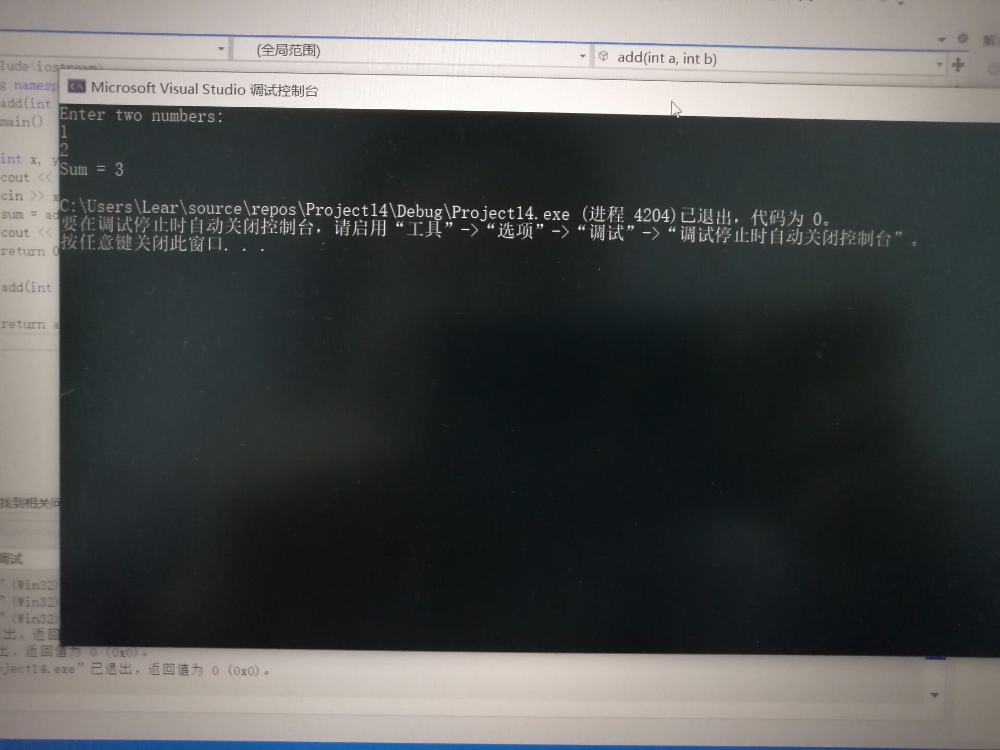 (全局范围)
add(int a, int b)
解
lude<iostream>
g namesp
add(int
main()
int x, y
cout <<
cin >> x
sum = ad
cout <<
return 0
add(int
return a
Microsoft Visual Studio 调试控制台
Enter two numbers:
1
2
Sum = 3
C:\Users\Lear\source\repos\Project14\Debug\Project14.exe (进程 4204)已退出，代码为 0。
要在调试停止时自动关闭控制台，请启用“工具”->“选项”->“调试”->“调试停止时自动关闭控制台”。
按任意键关闭此窗口. . .
找到相关问
调试
” (Win32)
” (Win32)
” (Win32)
出，返回
出，返回值为 0 (0x0)。
oject14.exe” 已退出，返回值为 0 (0x0)。